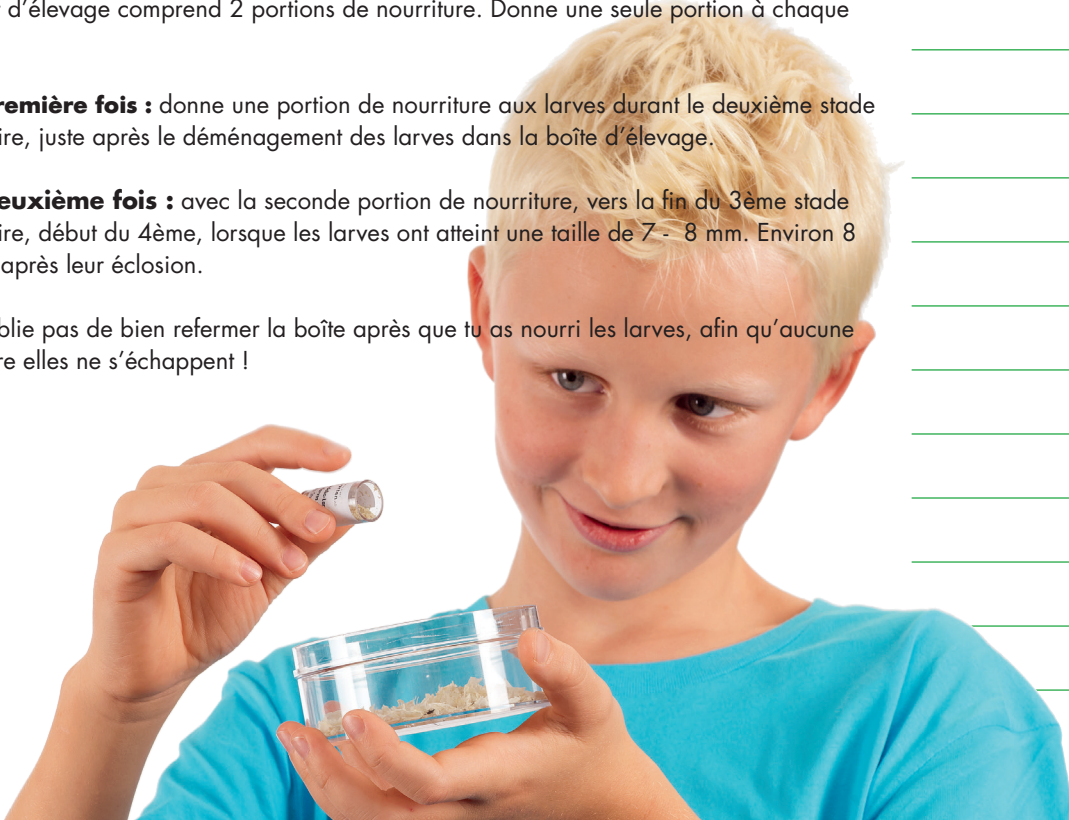 d’élevage comprend 2 portions de nourriture. Donne une seule portion à chaque
remière fois : donne une portion de nourriture aux larves durant le deuxième stade
ire, juste après le déménagement des larves dans la boîte d’élevage.
euxième fois : avec la seconde portion de nourriture, vers la fin du 3ème stade
ire, début du 4ème, lorsque les larves ont atteint une taille de 7 - 8 mm. Environ 8
après leur éclosion.
blie pas de bien refermer la boîte après que tu as nourri les larves, afin qu’aucune
re elles ne s’échappent !